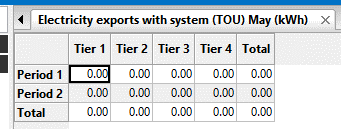 Electricity exports with system (TOU) May (kWh)
Tier 1 Tier 2 Tier 3 Tier 4 Total
Period 1 0.00 0.00 0.00 0.00 0.00
Period 2 0.00 0.00 0.00 0.00 0.00
Total 0.00 0.00 0.00 0.00 0.00